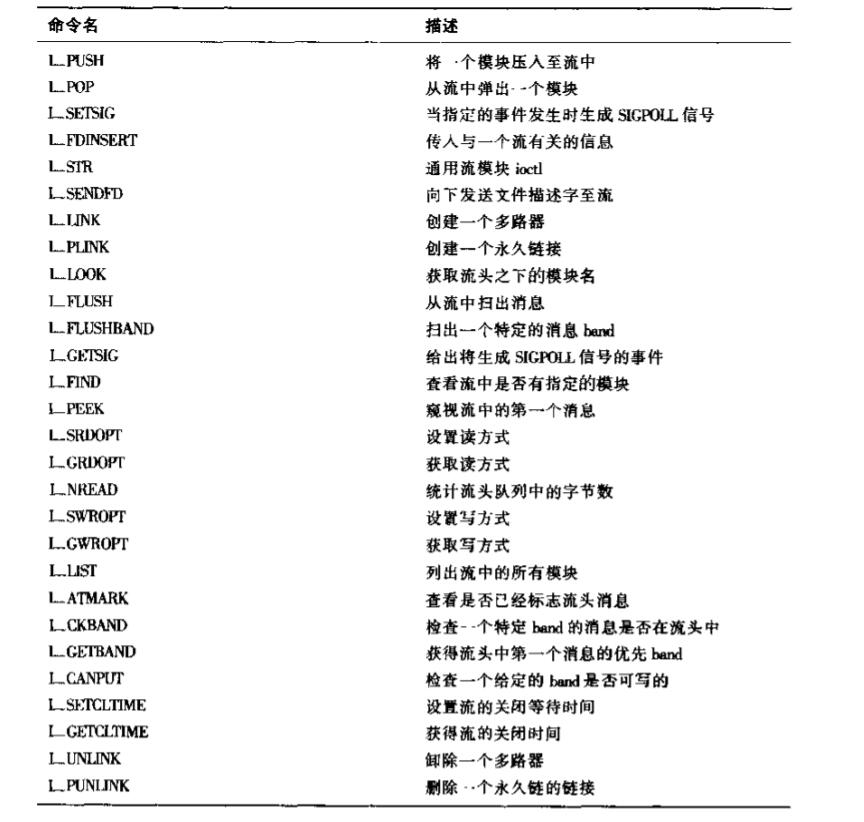 命令名 描述
I_PUSH 将一个模块压入至流中
I_POP 从流中弹出一个模块
I_SETSIG 当指定的事件发生时生成 SIGPOLL 信号
I_FDINSERT 传入与一个流有关的信息
I_STR 通用流模块 ioctl
I_SENDFD 向下发送文件描述字至流
I_LINK 创建一个多路器
I_PLINK 创建一个永久链接
I_LOOK 获取流头之下的模块名
I_FLUSH 从流中扫出消息
I_FLUSHBAND 扫出一个特定的消息 band
I_GETSIG 给出将生成 SIGPOLL 信号的事件
I_FIND 查看流中是否有指定的模块
I_PEEK 窥视流中的第一个消息
I_SRDOPT 设置读方式
I_GRDOPT 获取读方式
I_NREAD 统计流头队列中的字节数
I_SWROPT 设置写方式
I_GWROPT 获取写方式
I_LIST 列出流中的所有模块
I_ATMARK 查看是否已经标志流头消息
I_CKBAND 检查一个特定 band 的消息是否在流头中
I_GETBAND 获得流头中第一个消息的优先 band
I_CANPUT 检查一个给定的 band 是否可写的
I_SETCLTIME 设置流的关闭等待时间
I_GETCLTIME 获得流的关闭时间
I_UNLINK 卸除一个多路器
I_PUNLINK 删除一个永久链的链接